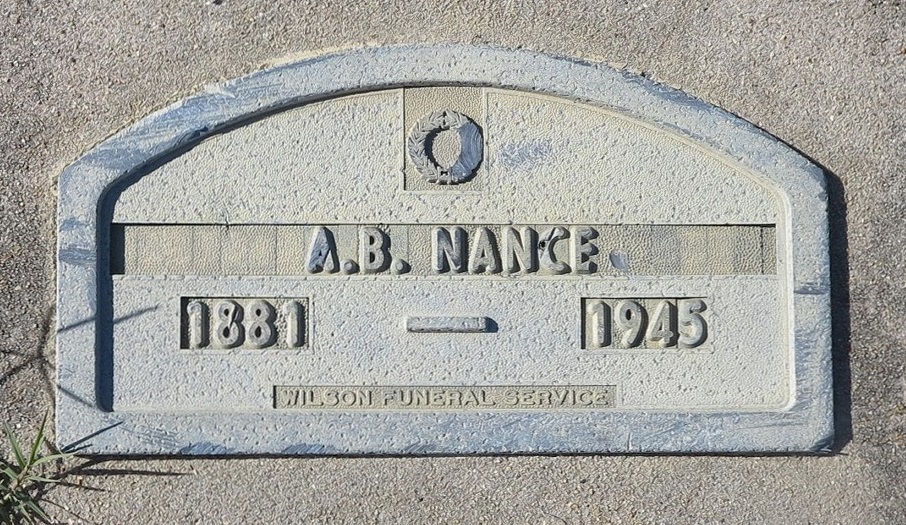 A.B. NANCE
1881 — 1945
WILSON FUNERAL SERVICE